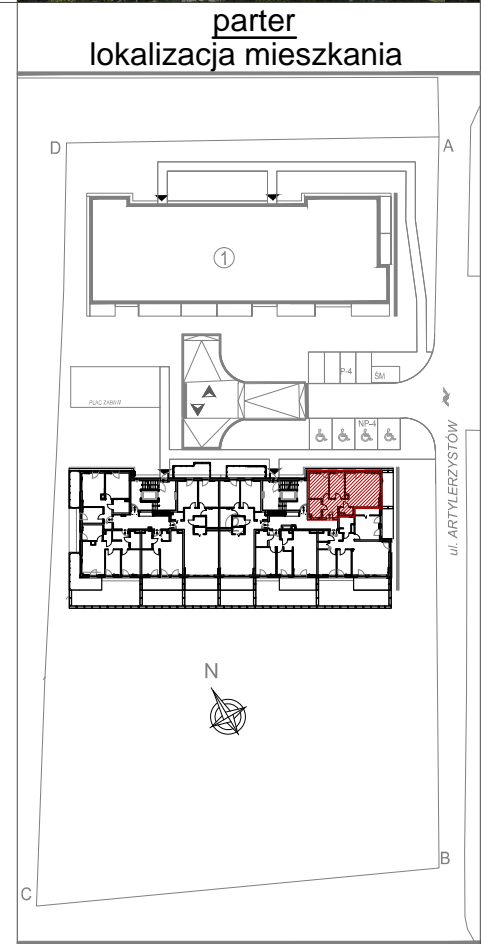 parter
lokalizacja mieszkania
D
A
1
P-4
ŚM
PLAC ZABAW
NP-4
ul. ARTYLERZYSTÓW
N
B
C